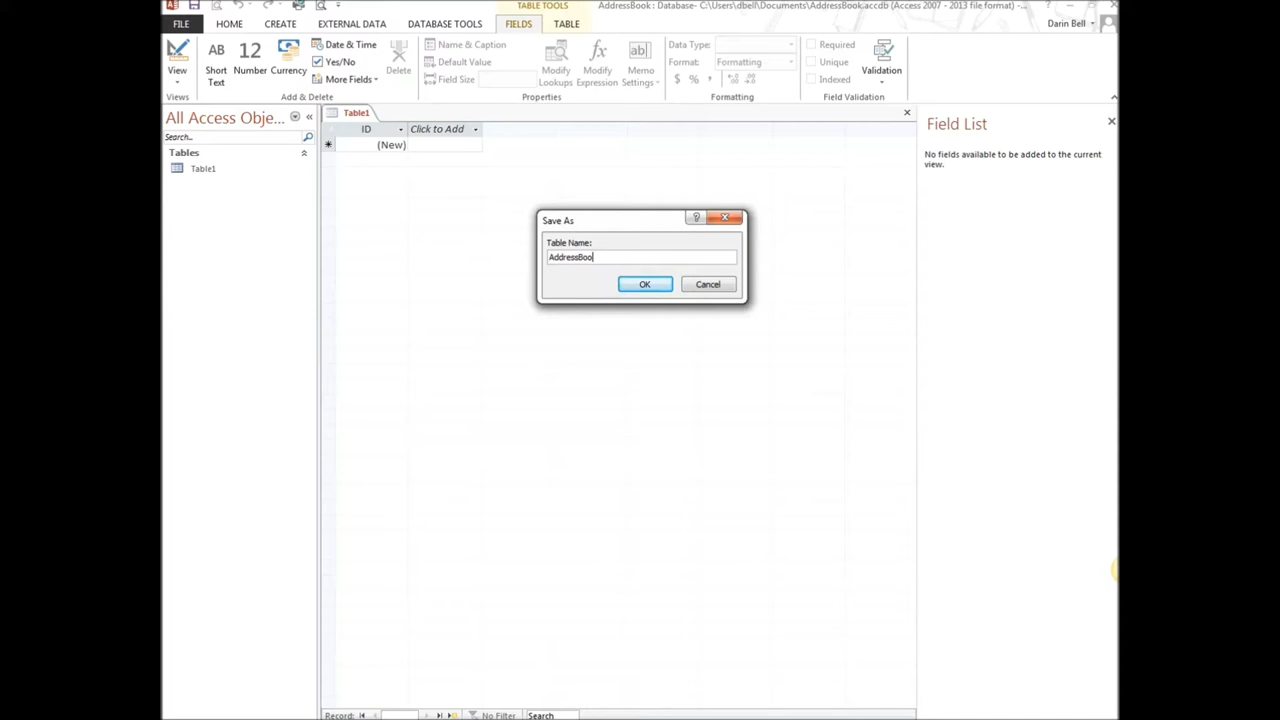 TABLE TOOLS
AddressBook : Database- C:\Users\dbell\Documents\AddressBook.accdb (Access 2007 - 2013 file format) -...
FILE HOME CREATE EXTERNAL DATA DATABASE TOOLS FIELDS TABLE
Darin Bell
View
Views
AB Short Text
12 Number
Currency
Date & Time
Yes/No
More Fields
Delete
Add & Delete
Name & Caption
Default Value
Field Size
Modify Lookups
fx Modify Expression
ab| Memo Settings
Properties
Data Type:
Format: Formatting
$ % ,
Formatting
Required
Unique
Indexed
Validation
Field Validation
All Access Obje...
Search...
Tables
Table1
Table1
ID Click to Add
(New)
Save As
Table Name:
AddressBoo
OK Cancel
Field List
No fields available to be added to the current
view.
Record: No Filter Search